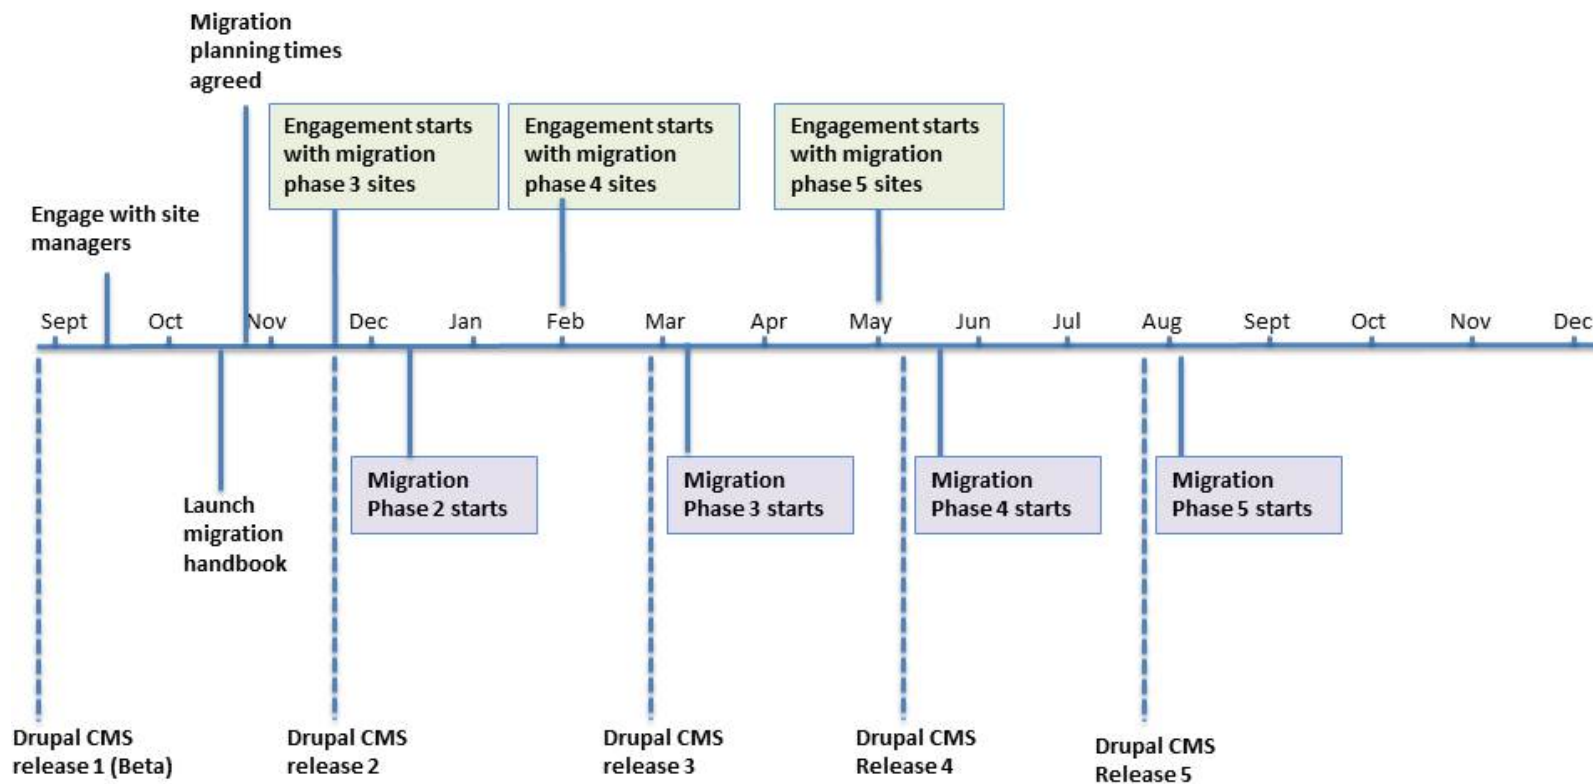 Migration
planning times
agreed
Engagement starts
with migration
phase 3 sites
Engagement starts
with migration
phase 4 sites
Engagement starts
with migration
phase 5 sites
Engage with site
managers
Sept Oct Nov Dec Jan Feb Mar Apr May Jun Jul Aug Sept Oct Nov Dec
Migration
Phase 2 starts
Migration
Phase 3 starts
Migration
Phase 4 starts
Migration
Phase 5 starts
Launch
migration
handbook
Drupal CMS
release 1 (Beta)
Drupal CMS
release 2
Drupal CMS
release 3
Drupal CMS
Release 4
Drupal CMS
Release 5